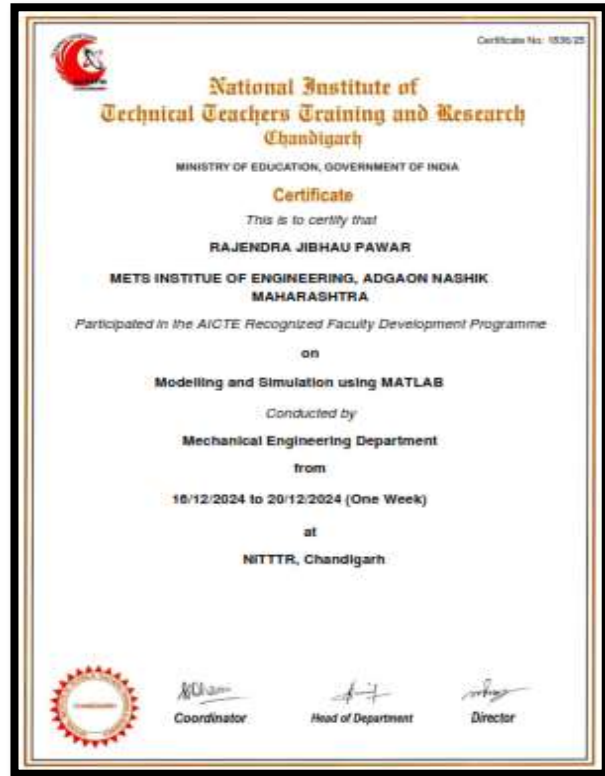 Certificate No: 1836/25
National Institute of
Technical Teachers Training and Research
Chandigarh
MINISTRY OF EDUCATION, GOVERNMENT OF INDIA
Certificate
This is to certify that
RAJENDRA JIBHAU PAWAR
METS INSTITUE OF ENGINEERING, ADGAON NASHIK
MAHARASHTRA
Participated in the AICTE Recognized Faculty Development Programme
on
Modelling and Simulation using MATLAB
Conducted by
Mechanical Engineering Department
from
16/12/2024 to 20/12/2024 (One Week)
at
NITTTR, Chandigarh
Coordinator
Head of Department
Director